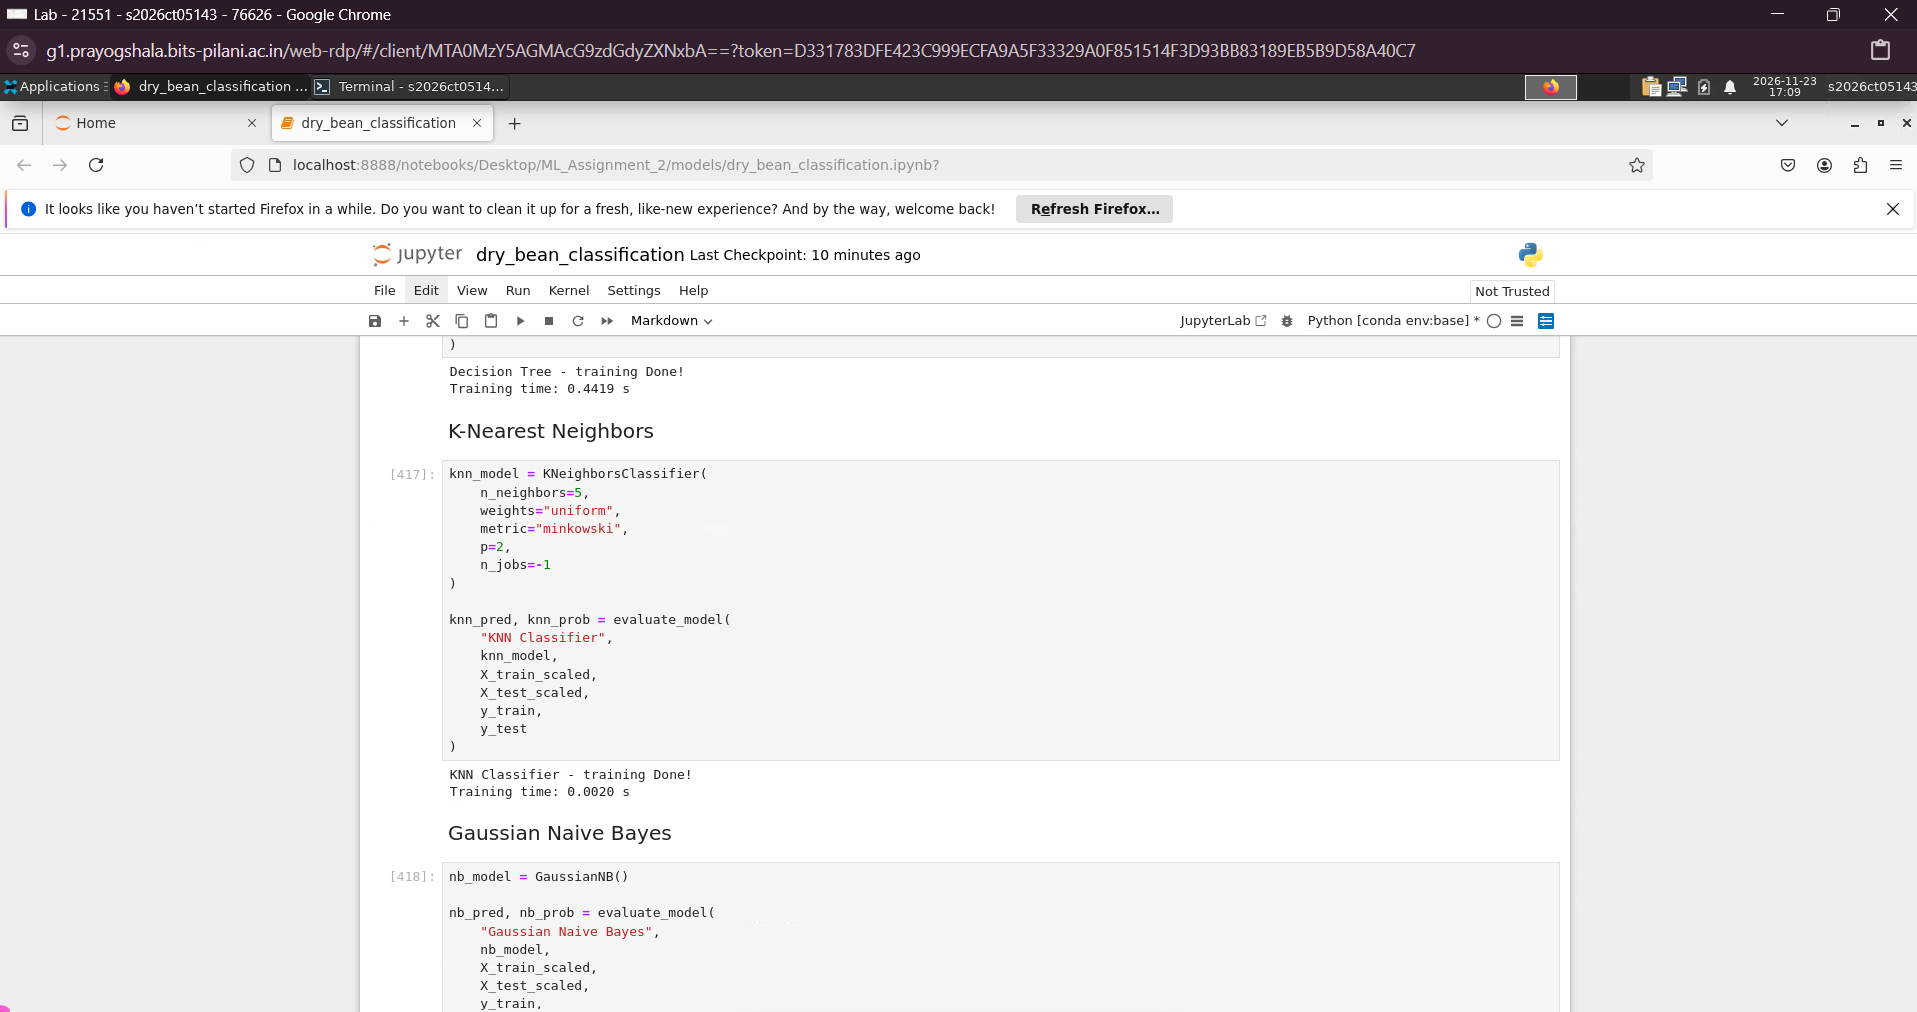 Lab - 21551 - s2026ct05143 - 76626 - Google Chrome
g1.prayogshala.bits-pilani.ac.in/web-rdp/#/client/MTA0MzY5AGMAcG9zdGdyZXNxbA==?token=D331783DFE423C999ECFA9A5F33329A0F851514F3D93BB83189EB5B9D58A40C7
Applications dry_bean_classification ... Terminal - s2026ct0514... 2026-11-23 s2026ct05143
17:09
Home dry_bean_classification
localhost:8888/notebooks/Desktop/ML_Assignment_2/models/dry_bean_classification.ipynb?
It looks like you haven’t started Firefox in a while. Do you want to clean it up for a fresh, like-new experience? And by the way, welcome back! Refresh Firefox...
jupyter dry_bean_classification Last Checkpoint: 10 minutes ago
File Edit View Run Kernel Settings Help Not Trusted
Markdown JupyterLab Python [conda env:base] *
)
Decision Tree - training Done!
Training time: 0.4419 s
K-Nearest Neighbors
[417]: knn_model = KNeighborsClassifier(
n_neighbors=5,
weights="uniform",
metric="minkowski",
p=2,
n_jobs=-1
)
knn_pred, knn_prob = evaluate_model(
"KNN Classifier",
knn_model,
X_train_scaled,
X_test_scaled,
y_train,
y_test
)
KNN Classifier - training Done!
Training time: 0.0020 s
Gaussian Naive Bayes
[418]: nb_model = GaussianNB()
nb_pred, nb_prob = evaluate_model(
"Gaussian Naive Bayes",
nb_model,
X_train_scaled,
X_test_scaled,
y_train,